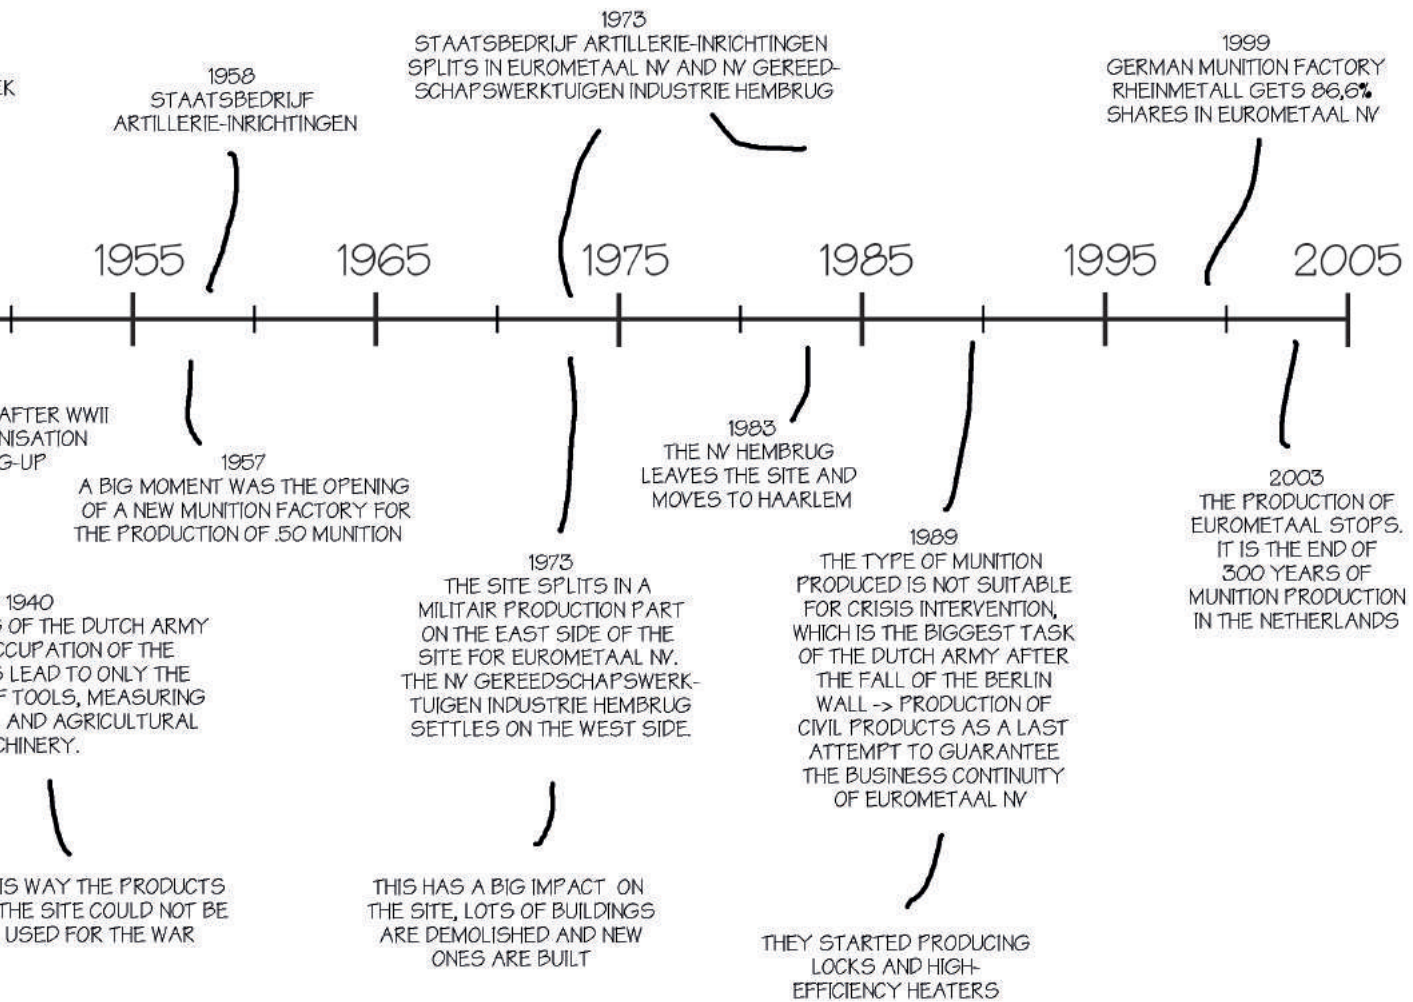 EK
1958
STAATSBEDRIJF
ARTILLERIE-INRICHTINGEN
1973
STAATSBEDRIJF ARTILLERIE-INRICHTINGEN
SPLITS IN EUROMETAAL NV AND NV GEREED-
SCHAPSWERKTUIGEN INDUSTRIE HEMBRUG
1999
GERMAN MUNITION FACTORY
RHEINMETALL GETS 86,6%
SHARES IN EUROMETAAL NV
1955
1965
1975
1985
1995
2005
AFTER WWII
NISATION
G-UP
1957
A BIG MOMENT WAS THE OPENING
OF A NEW MUNITION FACTORY FOR
THE PRODUCTION OF .50 MUNITION
1983
THE NV HEMBRUG
LEAVES THE SITE AND
MOVES TO HAARLEM
2003
THE PRODUCTION OF
EUROMETAAL STOPS.
IT IS THE END OF
300 YEARS OF
MUNITION PRODUCTION
IN THE NETHERLANDS
1940
OF THE DUTCH ARMY
CCUPATION OF THE
S LEAD TO ONLY THE
F TOOLS, MEASURING
AND AGRICULTURAL
CHINERY.
IS WAY THE PRODUCTS
THE SITE COULD NOT BE
USED FOR THE WAR
1973
THE SITE SPLITS IN A
MILITAIR PRODUCTION PART
ON THE EAST SIDE OF THE
SITE FOR EUROMETAAL NV.
THE NV GEREEDSCHAPSWERK-
TUIGEN INDUSTRIE HEMBRUG
SETTLES ON THE WEST SIDE.
THIS HAS A BIG IMPACT ON
THE SITE, LOTS OF BUILDINGS
ARE DEMOLISHED AND NEW
ONES ARE BUILT
1989
THE TYPE OF MUNITION
PRODUCED IS NOT SUITABLE
FOR CRISIS INTERVENTION,
WHICH IS THE BIGGEST TASK
OF THE DUTCH ARMY AFTER
THE FALL OF THE BERLIN
WALL -> PRODUCTION OF
CIVIL PRODUCTS AS A LAST
ATTEMPT TO GUARANTEE
THE BUSINESS CONTINUITY
OF EUROMETAAL NV
THEY STARTED PRODUCING
LOCKS AND HIGH-
EFFICIENCY HEATERS